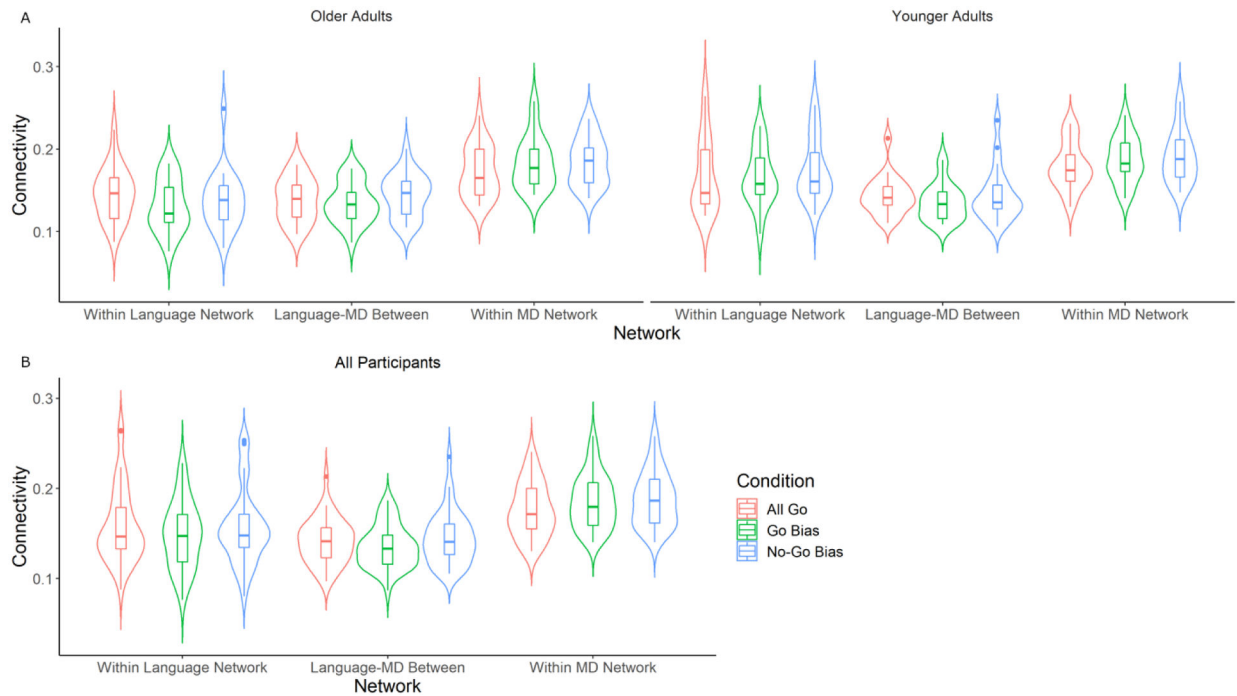 A
Older Adults
Younger Adults
Connectivity
0.3
0.2
0.1
Within Language Network
Language-MD Between
Within MD Network
Within Language Network
Language-MD Between
Within MD Network
Network
B
All Participants
Connectivity
0.3
0.2
0.1
Within Language Network
Language-MD Between
Within MD Network
Network
Condition
All Go
Go Bias
No-Go Bias